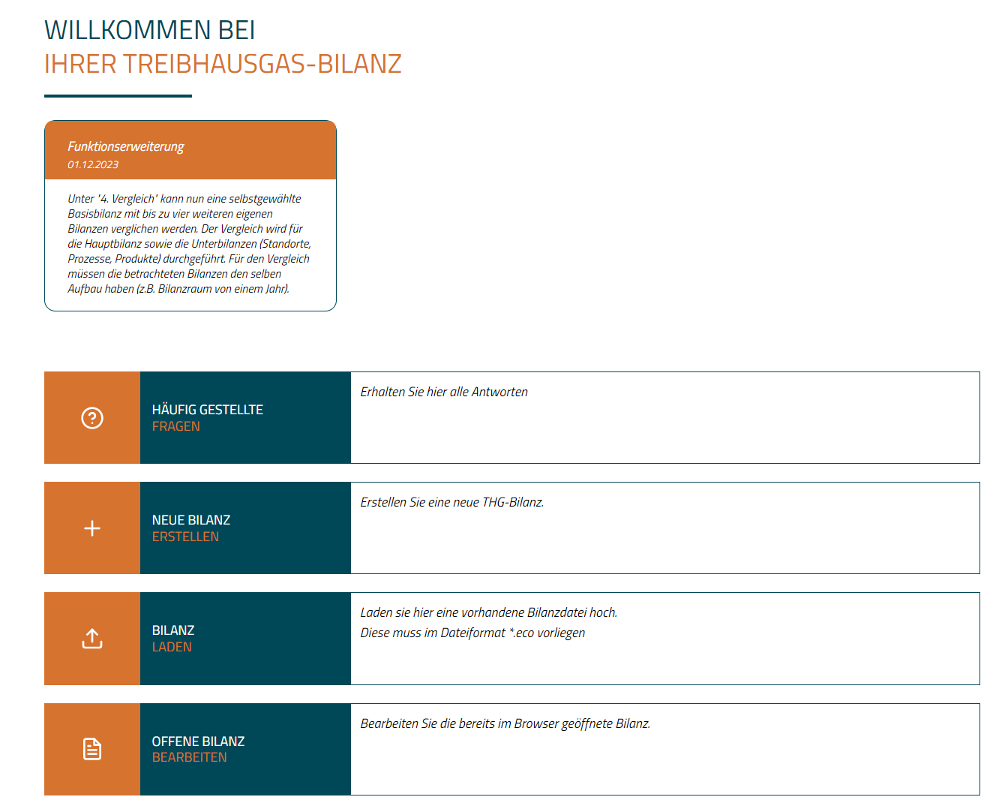 WILLKOMMEN BEI
IHRER TREIBHAUSGAS-BILANZ
Funktionserweiterung
01.12.2023
Unter "4. Vergleich" kann nun eine selbstgewählte
Basisbilanz mit bis zu vier weiteren eigenen
Bilanzen verglichen werden. Der Vergleich wird für
die Hauptbilanz sowie die Unterbilanzen (Standorte,
Prozesse, Produkte) durchgeführt. Für den Vergleich
müssen die betrachteten Bilanzen den selben
Aufbau haben (z.B. Bilanzraum von einem Jahr).
HÄUFIG GESTELLTE
FRAGEN
Erhalten Sie hier alle Antworten
NEUE BILANZ
ERSTELLEN
Erstellen Sie eine neue THG-Bilanz.
BILANZ
LADEN
Laden sie hier eine vorhandene Bilanzdatei hoch.
Diese muss im Dateiformat *.eco vorliegen
OFFENE BILANZ
BEARBEITEN
Bearbeiten Sie die bereits im Browser geöffnete Bilanz.